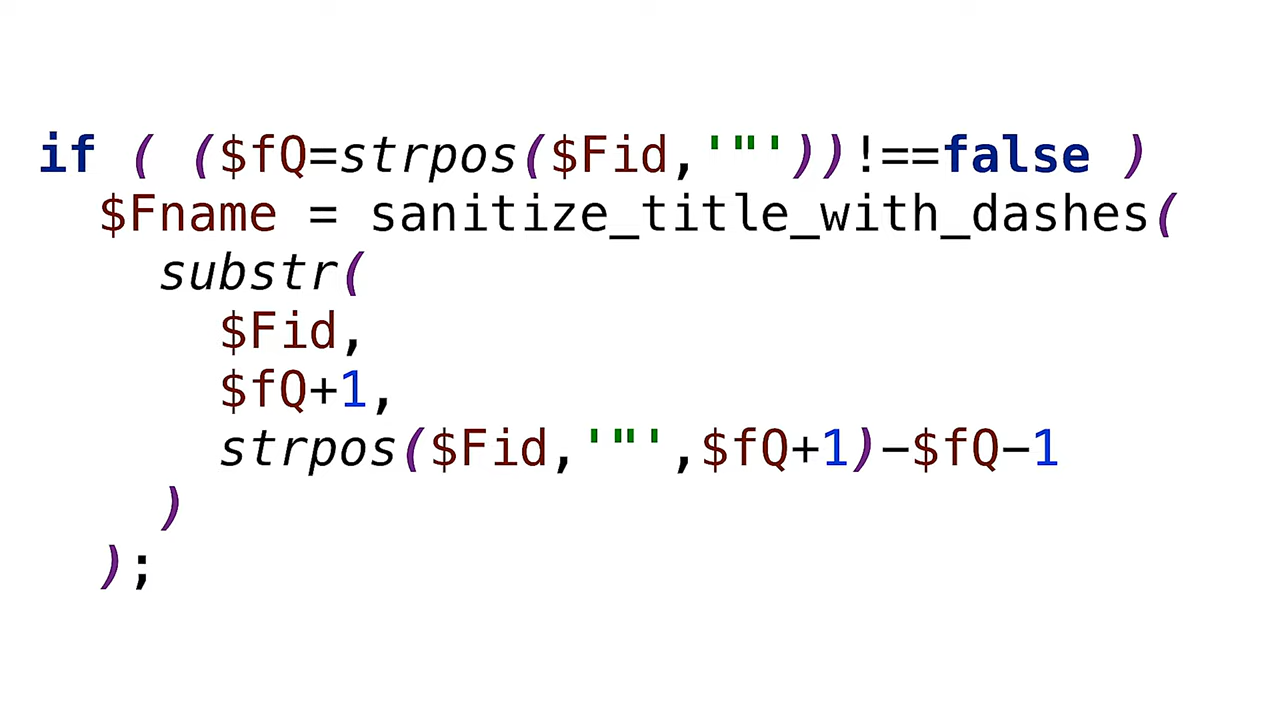 if ( ($fQ=strpos($Fid,'"'))!==false )
$Fname = sanitize_title_with_dashes(
substr(
$Fid,
$fQ+1,
strpos($Fid,'"',$fQ+1)-$fQ-1
)
);